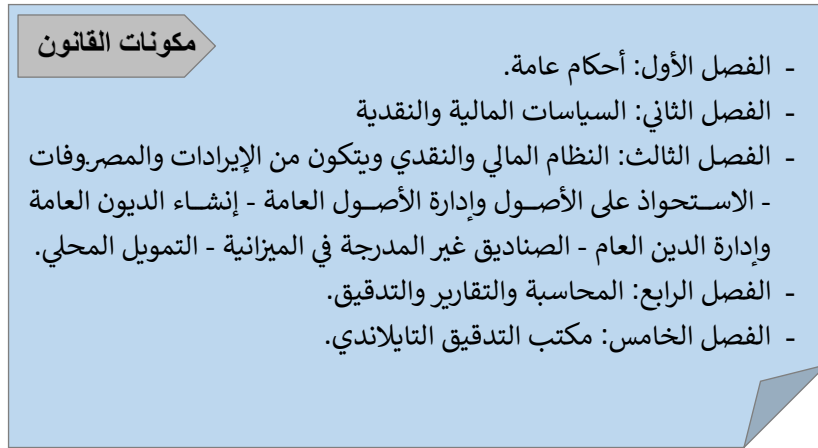 مكونات القانون
- الفصل الأول: أحكام عامة.
- الفصل الثاني: السياسات المالية والنقدية
- الفصل الثالث: النظام المالي والنقدي ويتكون من الإيرادات والمصروفات
- الاستحواذ على الأصول وإدارة الأصول العامة - إنشاء الديون العامة
وإدارة الدين العام - الصناديق غير المدرجة في الميزانية - التمويل المحلي.
- الفصل الرابع: المحاسبة والتقارير والتدقيق.
- الفصل الخامس: مكتب التدقيق التايلاندي.